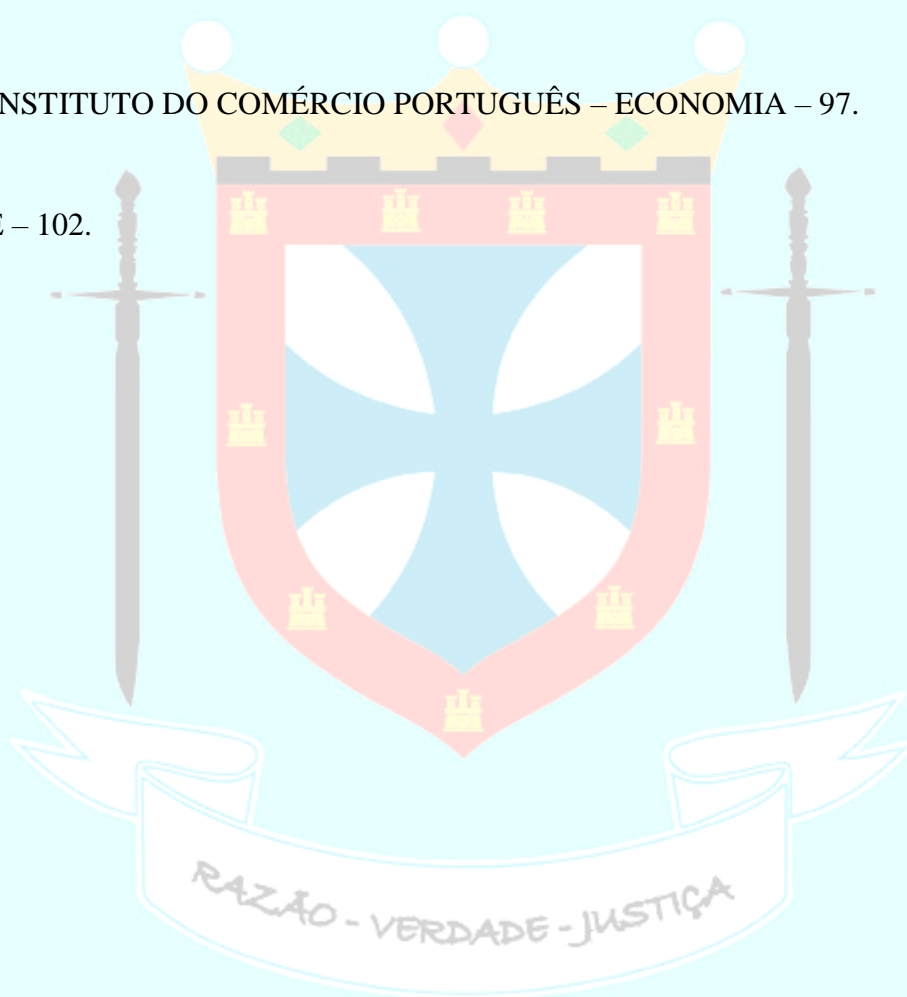 NSTITUTO DO COMÉRCIO PORTUGUÊS – ECONOMIA – 97.
E – 102.
RAZÃO - VERDADE - JUSTIÇA